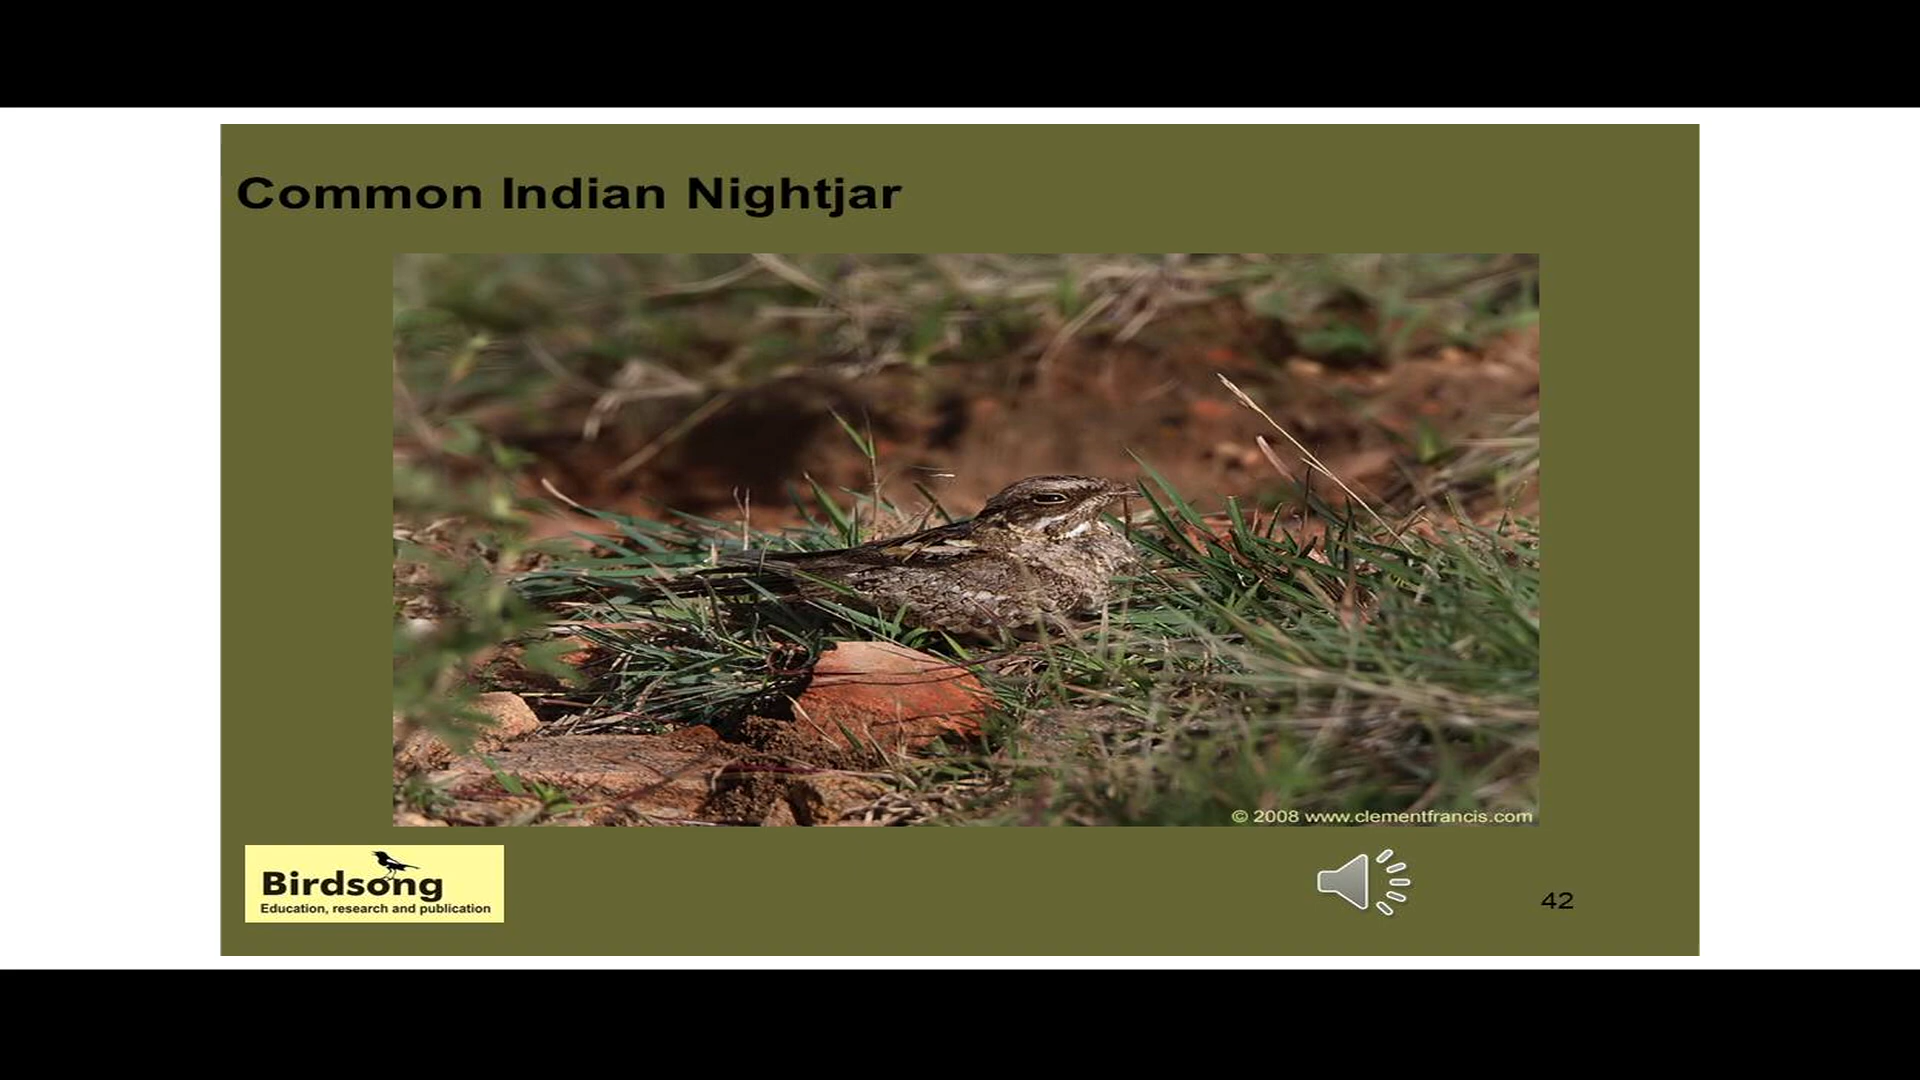 Common Indian Nightjar
© 2008 www.clementfrancis.com
Birdsong
Education, research and publication
42